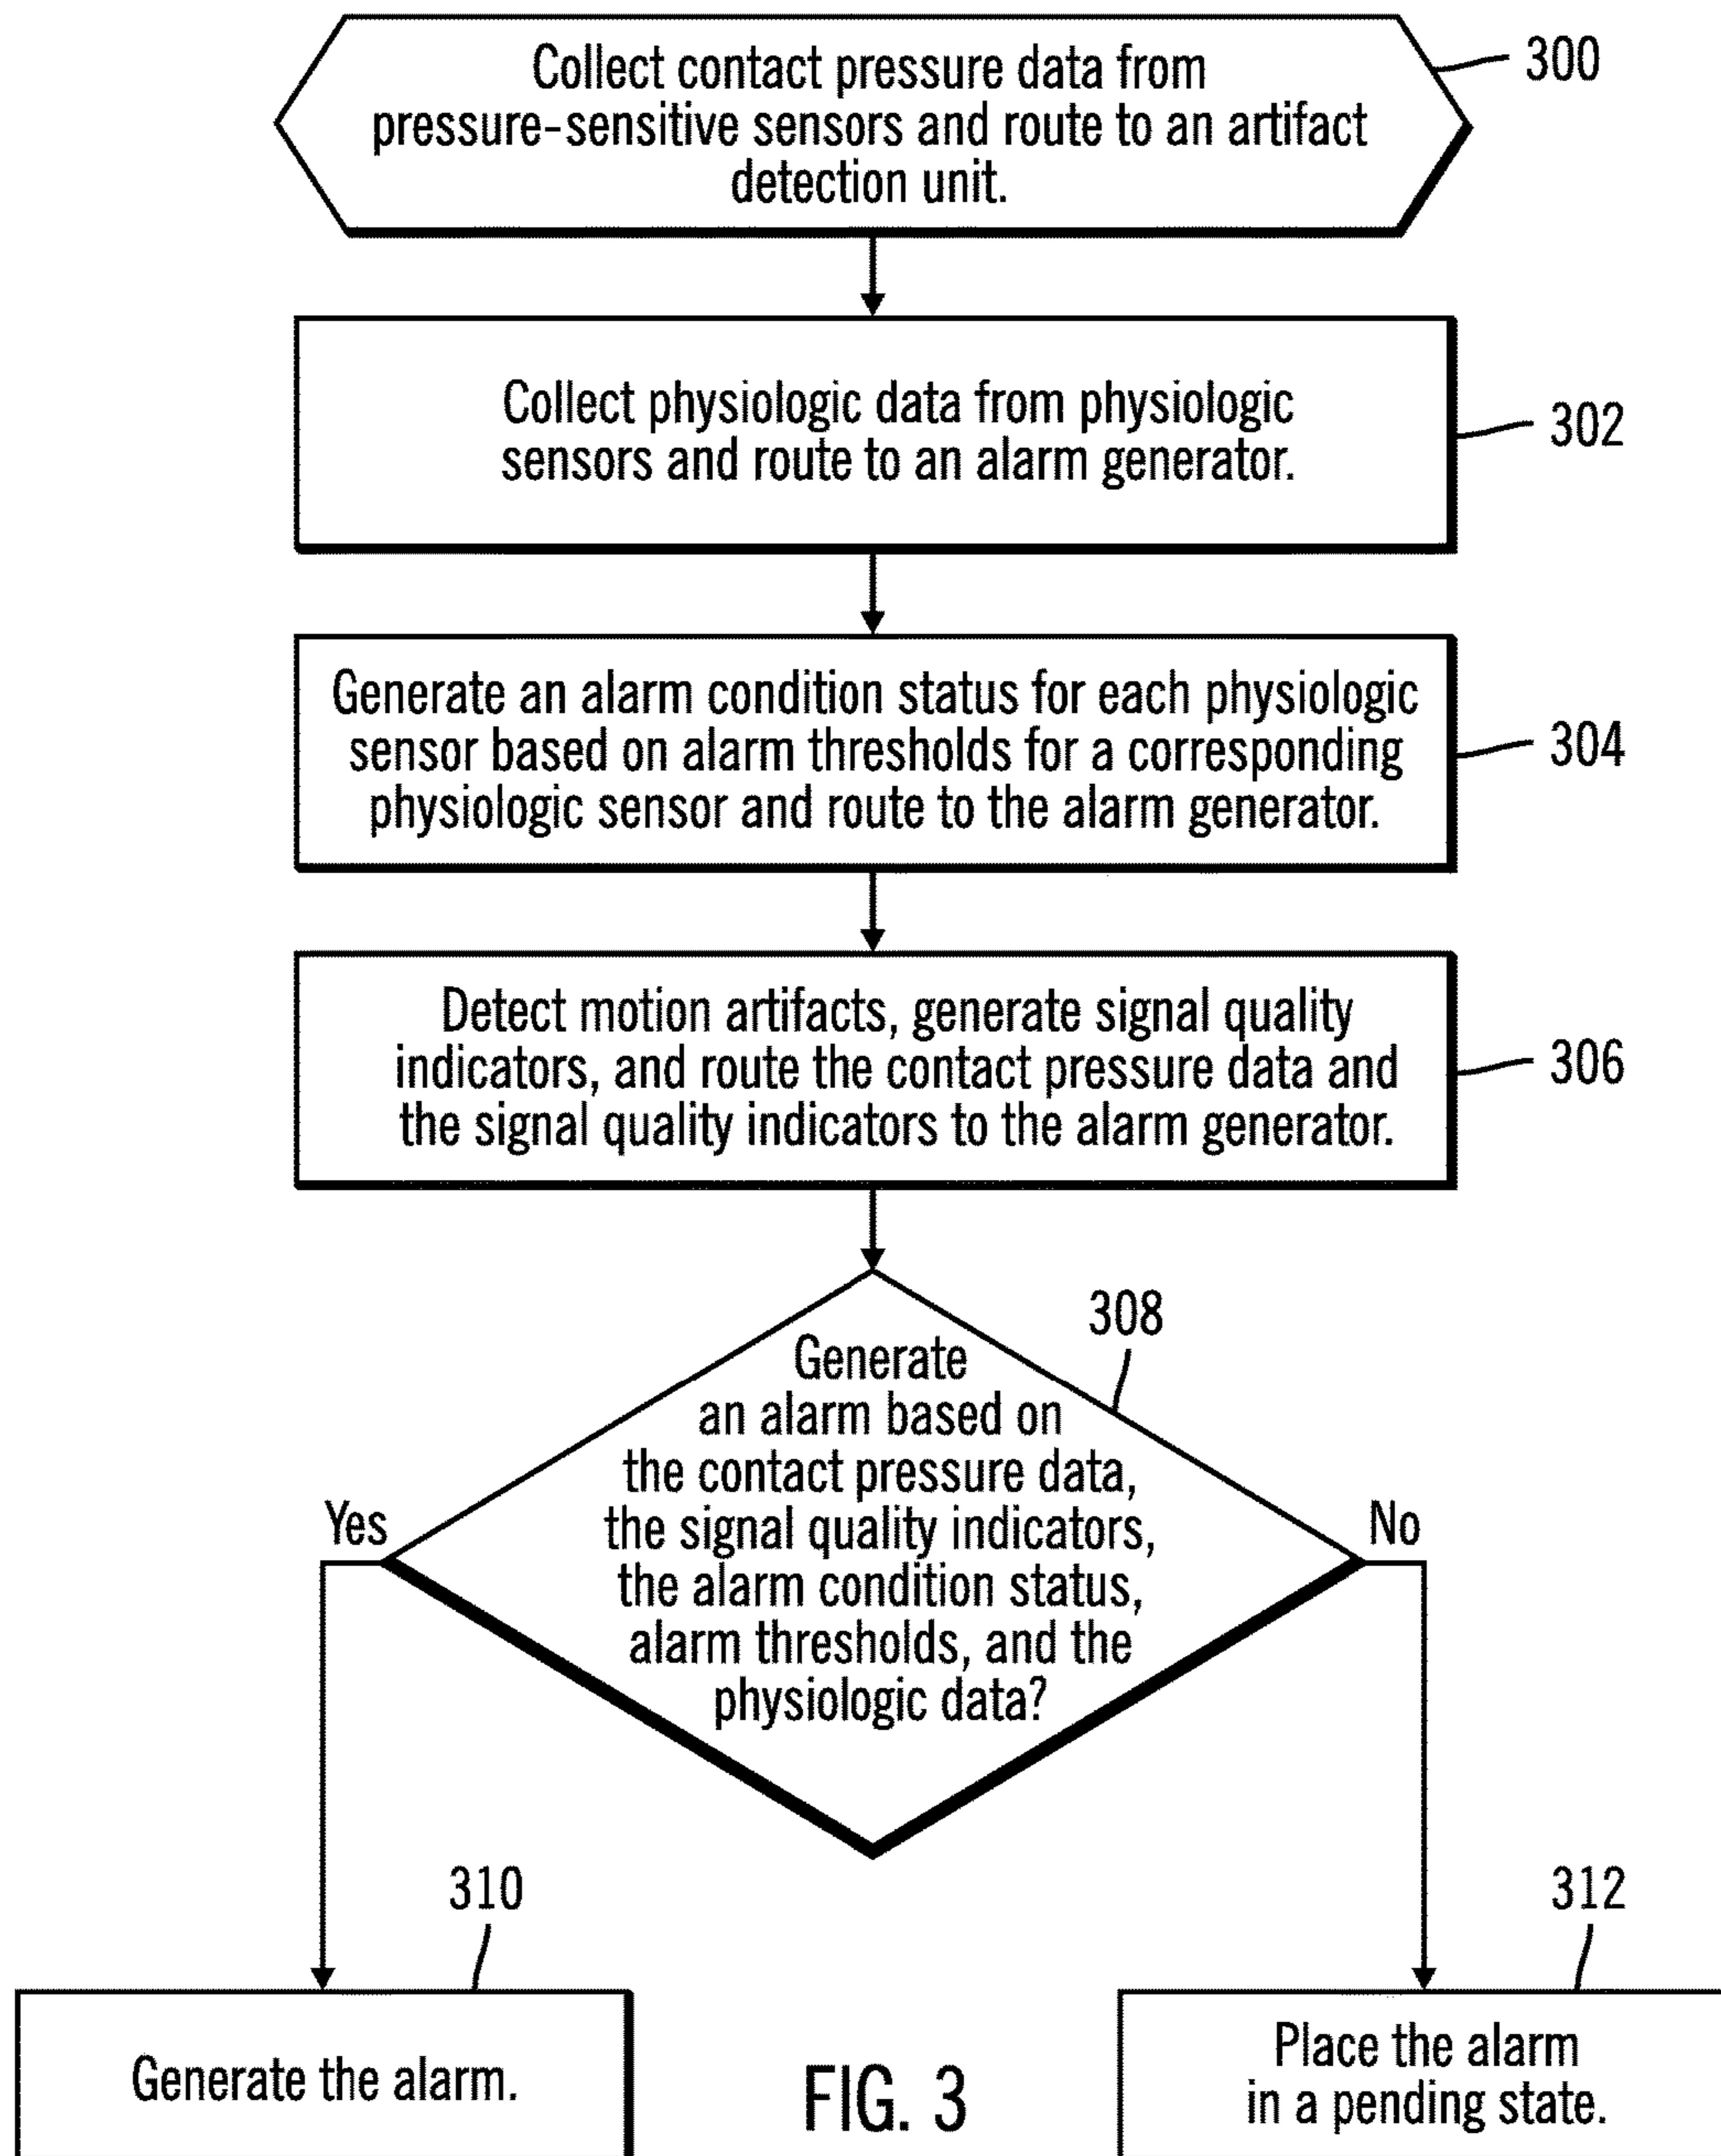 Collect contact pressure data from
pressure-sensitive sensors and route to an artifact
detection unit.
300
Collect physiologic data from physiologic
sensors and route to an alarm generator.
302
Generate an alarm condition status for each physiologic
sensor based on alarm thresholds for a corresponding
physiologic sensor and route to the alarm generator.
304
Detect motion artifacts, generate signal quality
indicators, and route the contact pressure data and
the signal quality indicators to the alarm generator.
306
308
Generate
an alarm based on
the contact pressure data,
the signal quality indicators,
the alarm condition status,
alarm thresholds, and the
physiologic data?
Yes
No
310
Generate the alarm.
312
Place the alarm
in a pending state.
FIG. 3